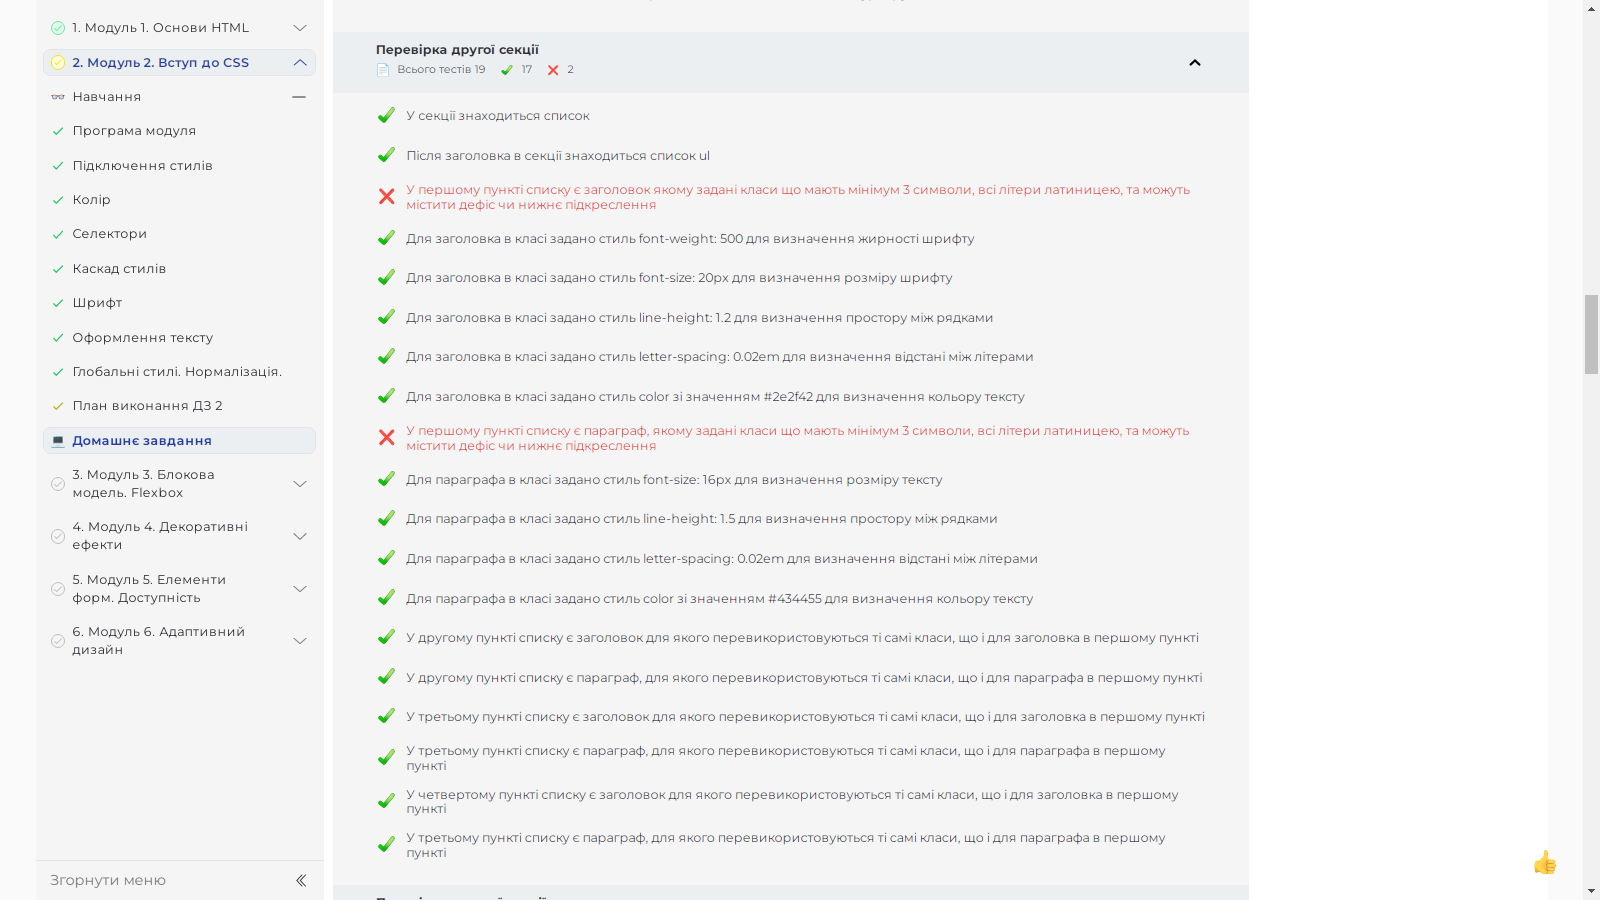 1. Модуль 1. Основи HTML
2. Модуль 2. Вступ до CSS
Навчання
Програма модуля
Підключення стилів
Колір
Селектори
Каскад стилів
Шрифт
Оформлення тексту
Глобальні стилі. Нормалізація.
План виконання ДЗ 2
Домашнє завдання
3. Модуль 3. Блокова
модель. Flexbox
4. Модуль 4. Декоративні
ефекти
5. Модуль 5. Елементи
форм. Доступність
6. Модуль 6. Адаптивний
дизайн
Згорнути меню
Перевірка другої секції
Всього тестів 19 17 2
У секції знаходиться список
Після заголовка в секції знаходиться список ul
У першому пункті списку є заголовок якому задані класи що мають мінімум 3 символи, всі літери латиницею, та можуть
містити дефіс чи нижнє підкреслення
Для заголовка в класі задано стиль font-weight: 500 для визначення жирності шрифту
Для заголовка в класі задано стиль font-size: 20px для визначення розміру шрифту
Для заголовка в класі задано стиль line-height: 1.2 для визначення простору між рядками
Для заголовка в класі задано стиль letter-spacing: 0.02em для визначення відстані між літерами
Для заголовка в класі задано стиль color зі значенням #2e2f42 для визначення кольору тексту
У першому пункті списку є параграф, якому задані класи що мають мінімум 3 символи, всі літери латиницею, та можуть
містити дефіс чи нижнє підкреслення
Для параграфа в класі задано стиль font-size: 16px для визначення розміру тексту
Для параграфа в класі задано стиль line-height: 1.5 для визначення простору між рядками
Для параграфа в класі задано стиль letter-spacing: 0.02em для визначення відстані між літерами
Для параграфа в класі задано стиль color зі значенням #434455 для визначення кольору тексту
У другому пункті списку є заголовок для якого перевикористовуються ті самі класи, що і для заголовка в першому пункті
У другому пункті списку є параграф, для якого перевикористовуються ті самі класи, що і для параграфа в першому пункті
У третьому пункті списку є заголовок для якого перевикористовуються ті самі класи, що і для заголовка в першому пункті
У третьому пункті списку є параграф, для якого перевикористовуються ті самі класи, що і для параграфа в першому
пункті
У четвертому пункті списку є заголовок для якого перевикористовуються ті самі класи, що і для заголовка в першому
пункті
У третьому пункті списку є параграф, для якого перевикористовуються ті самі класи, що і для параграфа в першому
пункті